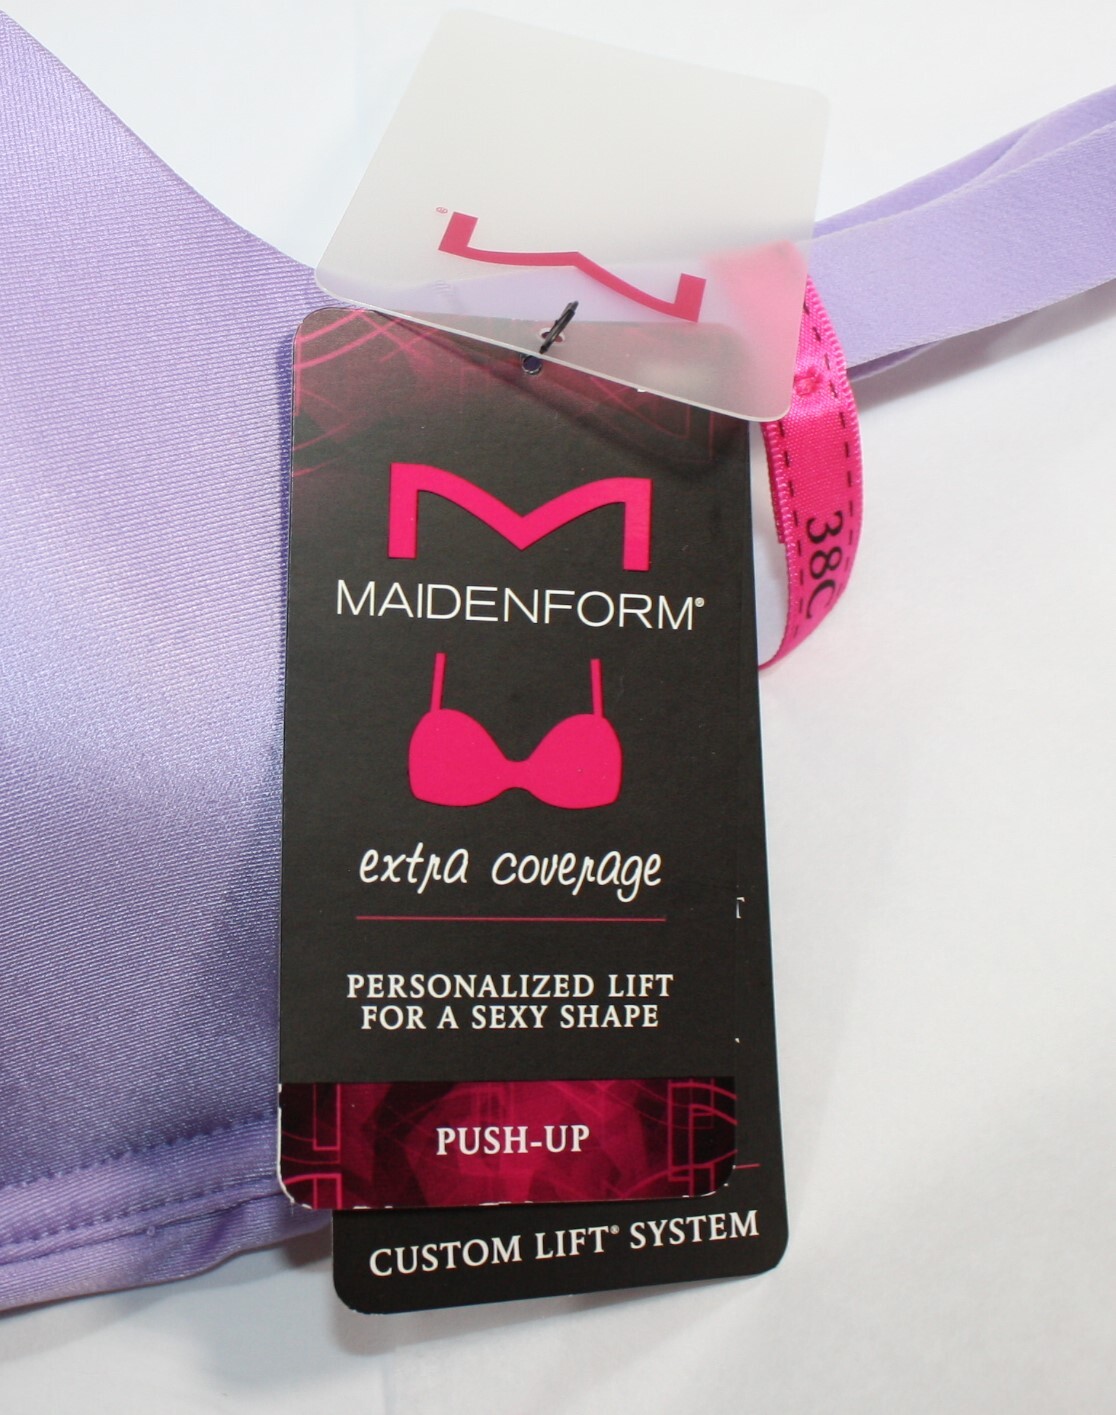 ®
38C
MAIDENFORM®
extra coverage
PERSONALIZED LIFT
FOR A SEXY SHAPE
PUSH-UP
CUSTOM LIFT® SYSTEM